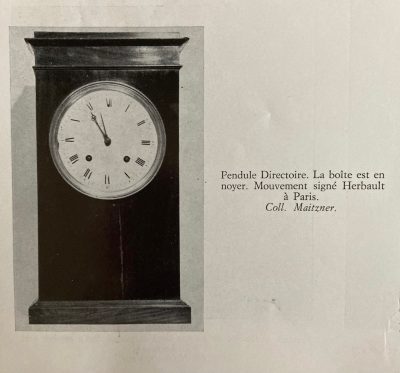 Pendule Directoire. La boîte est en
noyer. Mouvement signé Herbault
à Paris.
Coll. Maitzner.